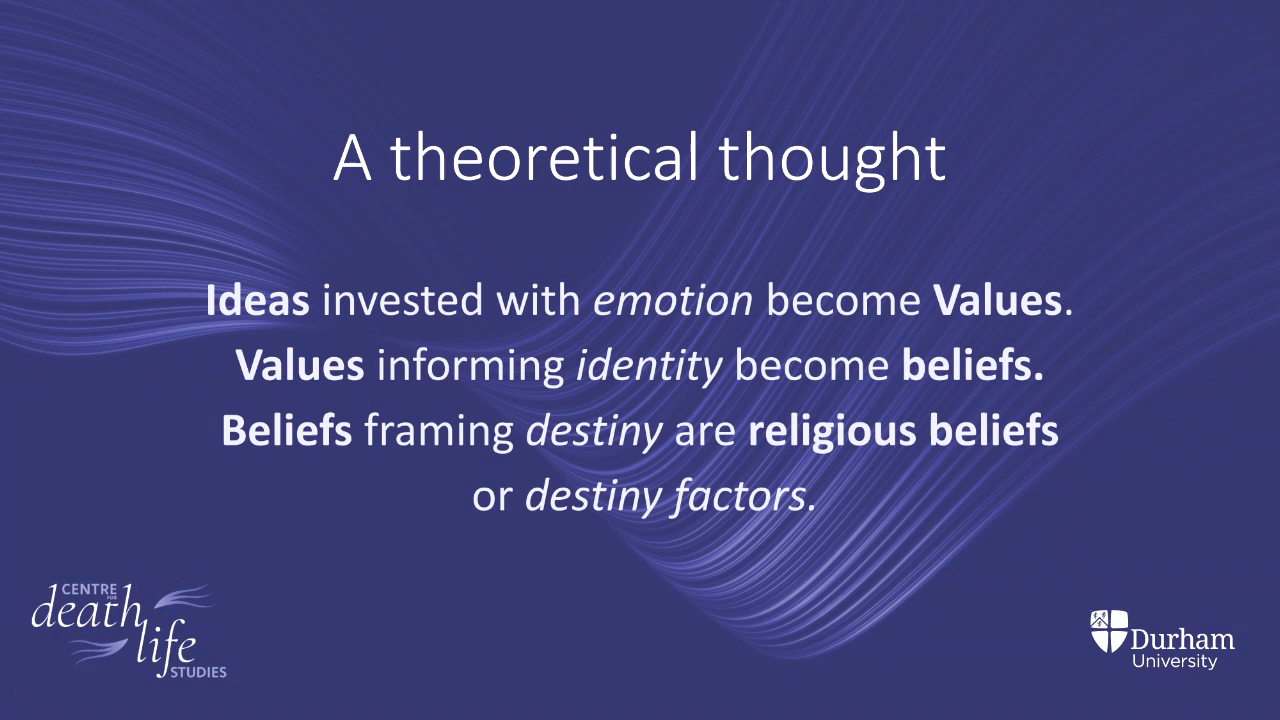 A theoretical thought
Ideas invested with emotion become Values.
Values informing identity become beliefs.
Beliefs framing destiny are religious beliefs
or destiny factors.
CENTRE
FOR
death
life
STUDIES
Durham
University